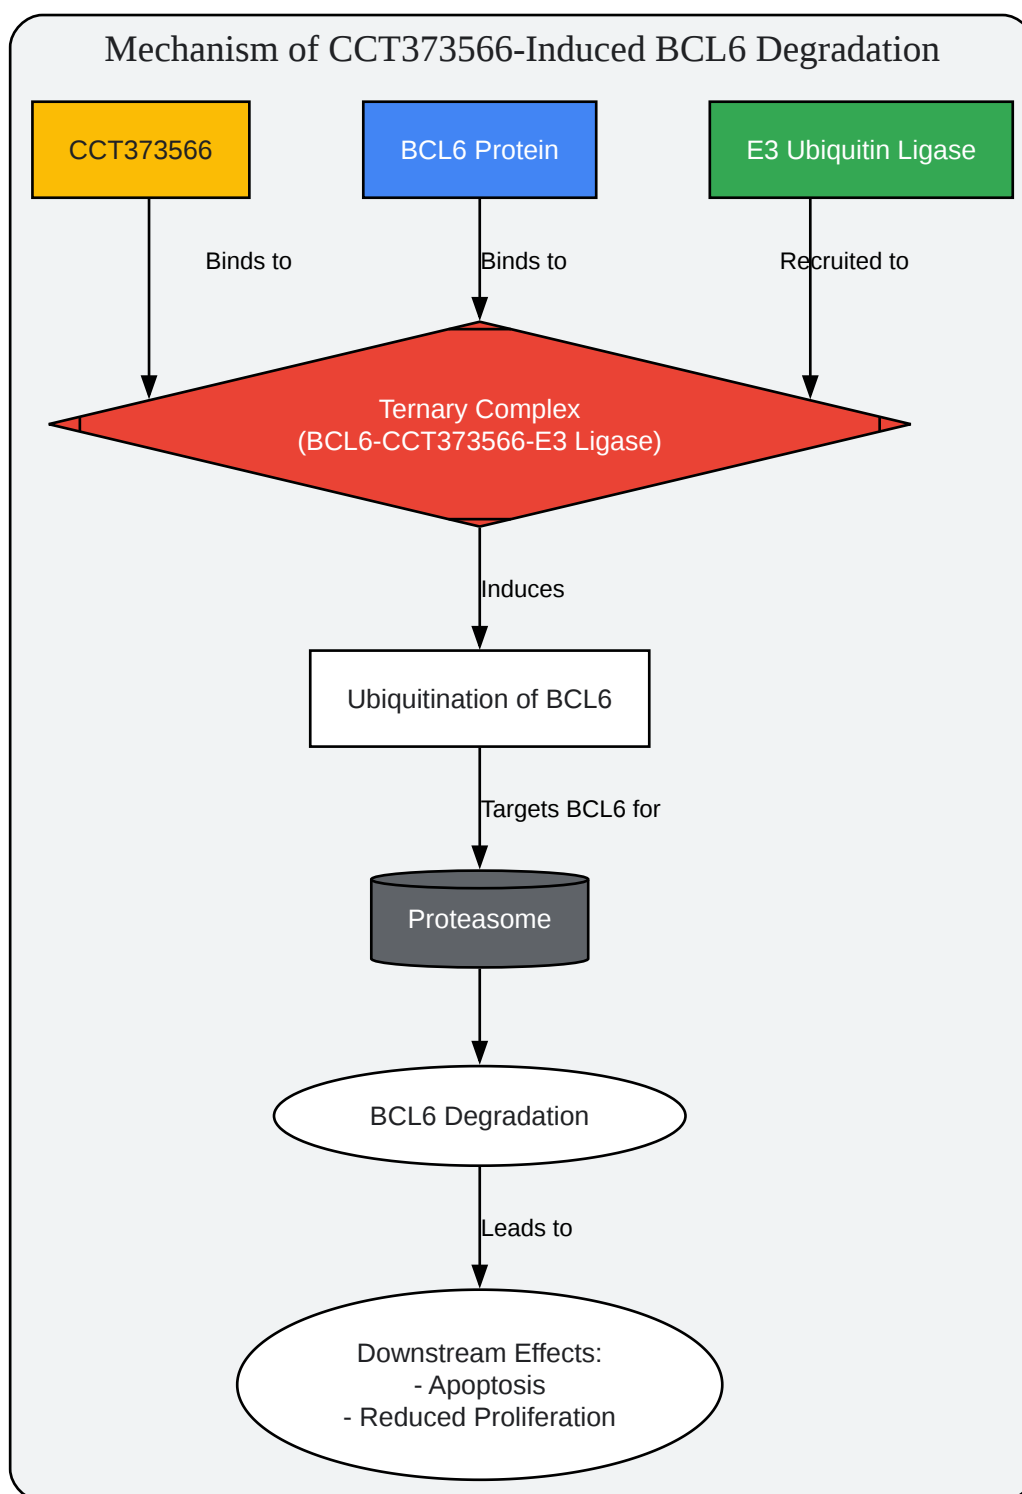 Mechanism of CCT373566-Induced BCL6 Degradation
CCT373566
BCL6 Protein
E3 Ubiquitin Ligase
Binds to
Binds to
Recruited to
Ternary Complex
(BCL6-CCT373566-E3 Ligase)
Induces
Ubiquitination of BCL6
Targets BCL6 for
Proteasome
BCL6 Degradation
Leads to
Downstream Effects:
- Apoptosis
- Reduced Proliferation